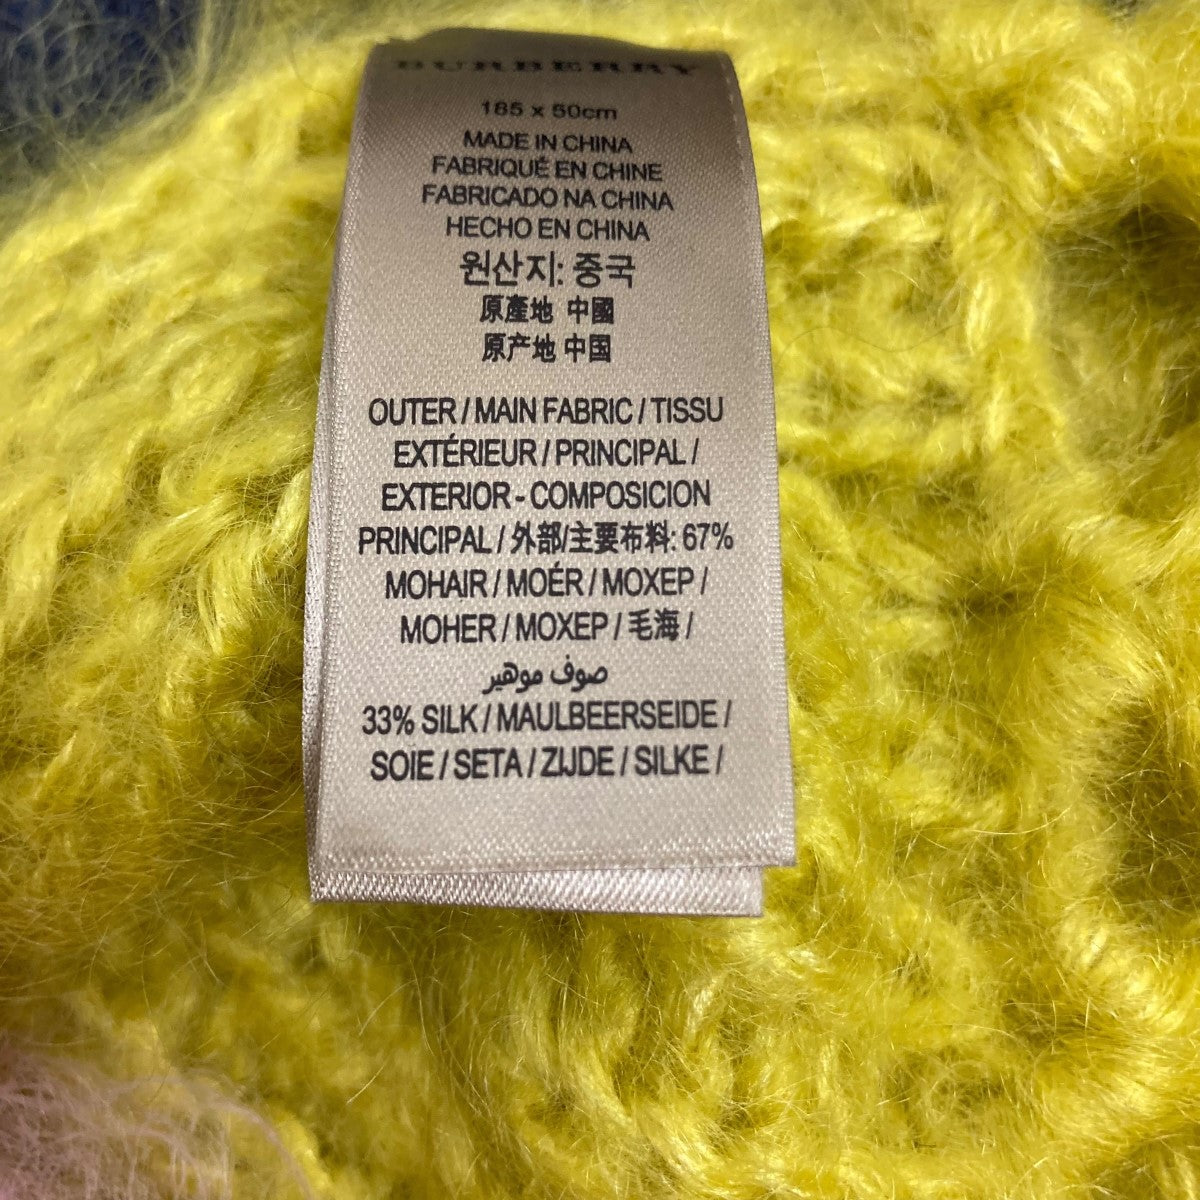 BURBERRY
185 x 50cm
MADE IN CHINA
FABRIQUÉ EN CHINE
FABRICADO NA CHINA
HECHO EN CHINA
원산지: 중국
原產地 中國
原产地 中国
OUTER / MAIN FABRIC / TISSU
EXTÉRIEUR / PRINCIPAL /
EXTERIOR - COMPOSICION
PRINCIPAL / 外部/主要布料: 67%
MOHAIR / MOÉR / MOXEP /
MOHER / MOXEP / 毛海 /
صوف موهير
33% SILK / MAULBEERSEIDE /
SOIE / SETA / ZIJDE / SILKE /